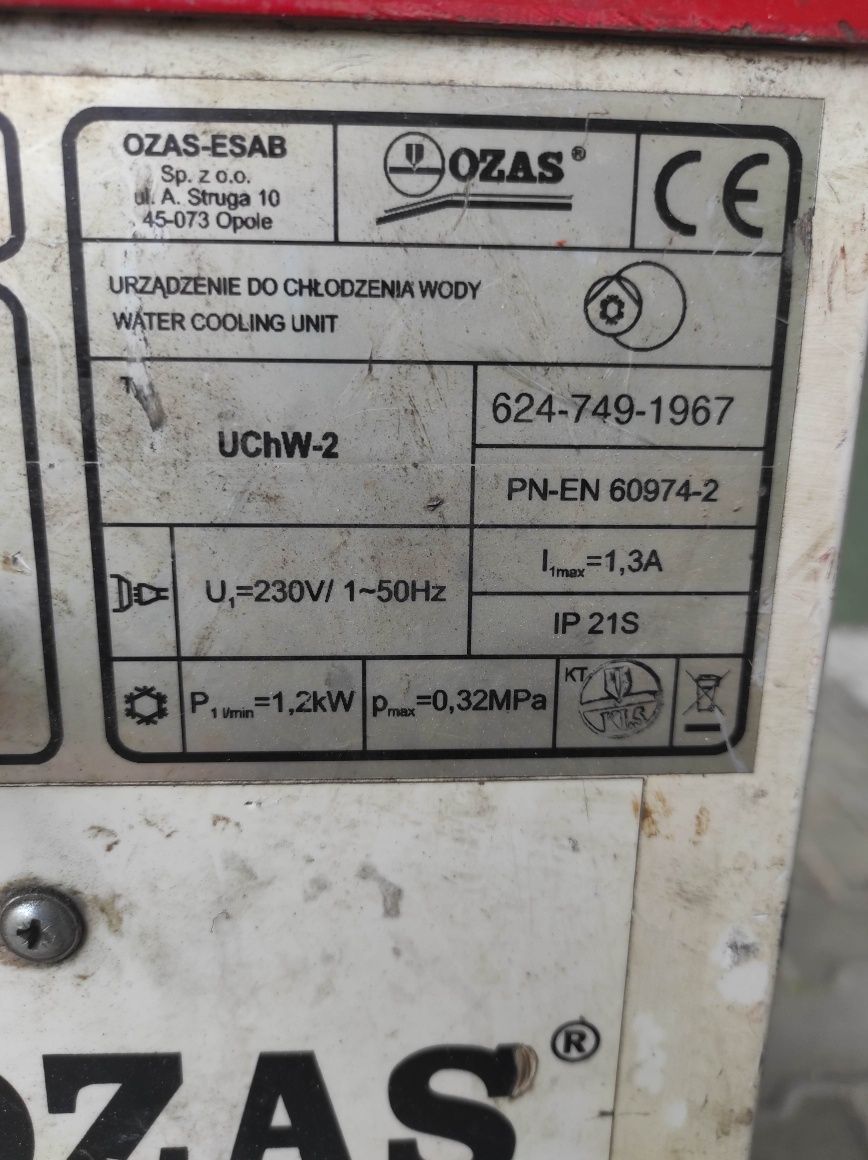 OZAS-ESAB
Sp. z o.o.
ul. A. Struga 10
45-073 Opole
OZAS®
CE
URZĄDZENIE DO CHŁODZENIA WODY
WATER COOLING UNIT
UChW-2
624-749-1967
PN-EN 60974-2
U1=230V/ 1~50Hz
I1max=1,3A
IP 21S
P1 l/min=1,2kW
pmax=0,32MPa
KT
OZAS®